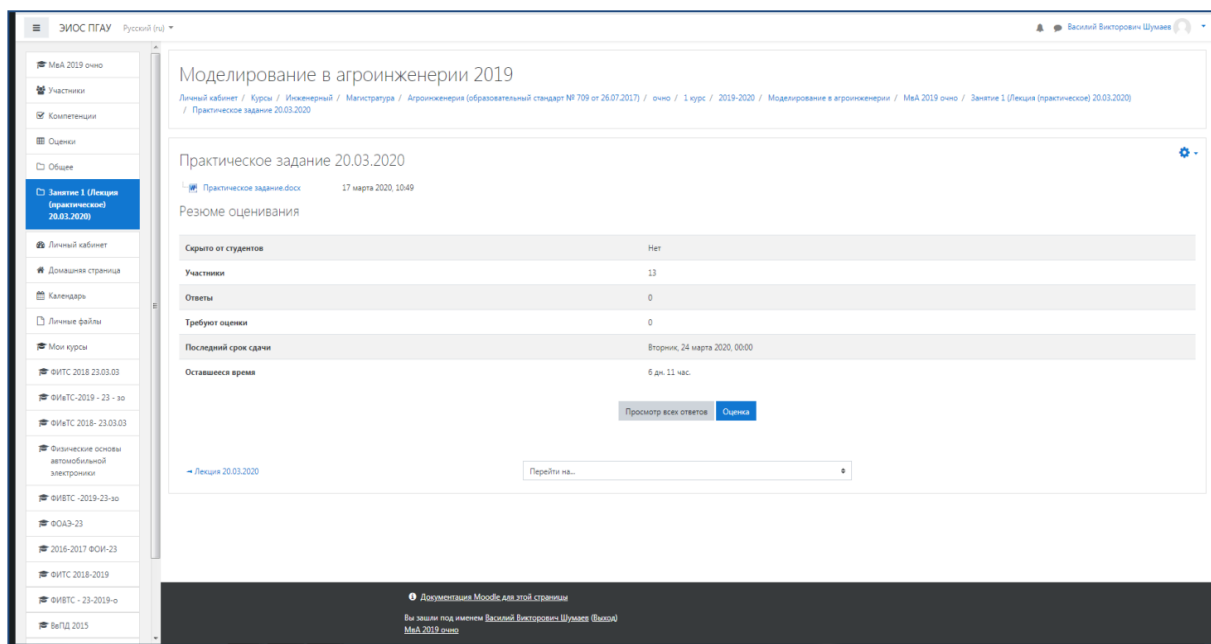 ЭИОС ПГАУ Русский (ru)
Василий Викторович Шумаев
МвА 2019 очно
Участники
Компетенции
Оценки
Общее
Занятие 1 (Лекция
(практическое)
20.03.2020)
Личный кабинет
Домашняя страница
Календарь
Личные файлы
Мои курсы
ФИТС 2018 23.03.03
ФИвТС-2019 - 23 - зо
ФИвТС 2018- 23.03.03
Физические основы
автомобильной
электроники
ФИВТС -2019-23-зо
ФОАЭ-23
2016-2017 ФОИ-23
ФИТС 2018-2019
ФИВТС - 23-2019-о
ВвПД 2015
Моделирование в агроинженерии 2019
Личный кабинет / Курсы / Инженерный / Магистратура / Агроинженерия (образовательный стандарт № 709 от 26.07.2017) / очно / 1 курс / 2019-2020 / Моделирование в агроинженерии / МвА 2019 очно / Занятие 1 (Лекция (практическое) 20.03.2020)
/ Практическое задание 20.03.2020
Практическое задание 20.03.2020
Практическое задание.docx 17 марта 2020, 10:49
Резюме оценивания
Скрыто от студентов Нет
Участники 13
Ответы 0
Требуют оценки 0
Последний срок сдачи Вторник, 24 марта 2020, 00:00
Оставшееся время 6 дн. 11 час.
Просмотр всех ответов Оценка
◄ Лекция 20.03.2020 Перейти на...
Документация Moodle для этой страницы
Вы зашли под именем Василий Викторович Шумаев (Выход)
МвА 2019 очно